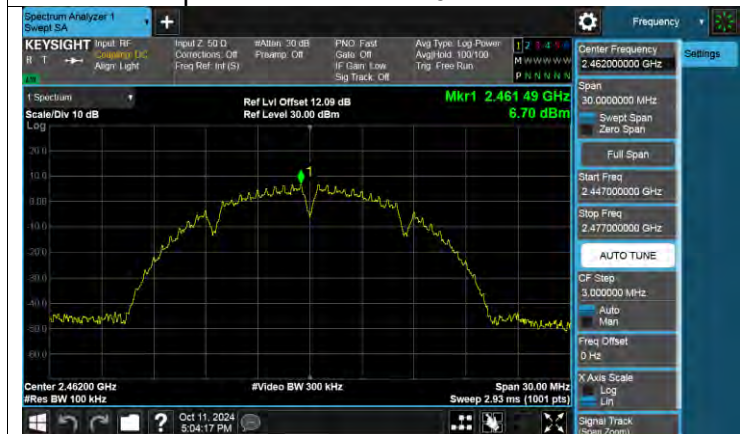 Spectrum Analyzer 1
Swept SA
+
Frequency
KEYSIGHT
R T
Input: RF
Coupling: DC
Align: Light
Input Z: 50 Ω
Corrections: Off
Freq Ref: Int (S)
#Atten: 30 dB
Preamp: Off
PNO: Fast
Gate: Off
IF Gain: Low
Sig Track: Off
Avg Type: Log-Power
Avg|Hold: 100/100
Trig: Free Run
1 2 3 4 5 6
M W W W W W
P N N N N N
1 Spectrum
Scale/Div 10 dB
Log
Ref Lvl Offset 12.09 dB
Ref Level 30.00 dBm
Mkr1 2.461 49 GHz
6.70 dBm
1
20.0
10.0
0.00
-10.0
-20.0
-30.0
-40.0
-50.0
-60.0
Center 2.46200 GHz
#Res BW 100 kHz
#Video BW 300 kHz
Span 30.00 MHz
Sweep 2.93 ms (1001 pts)
?
Oct 11, 2024
5:04:17 PM
Center Frequency
2.462000000 GHz
Settings
Span
30.0000000 MHz
Swept Span
Zero Span
Full Span
Start Freq
2.447000000 GHz
Stop Freq
2.477000000 GHz
AUTO TUNE
CF Step
3.000000 MHz
Auto
Man
Freq Offset
0 Hz
X Axis Scale
Log
Lin
Signal Track
(Span Zoom)